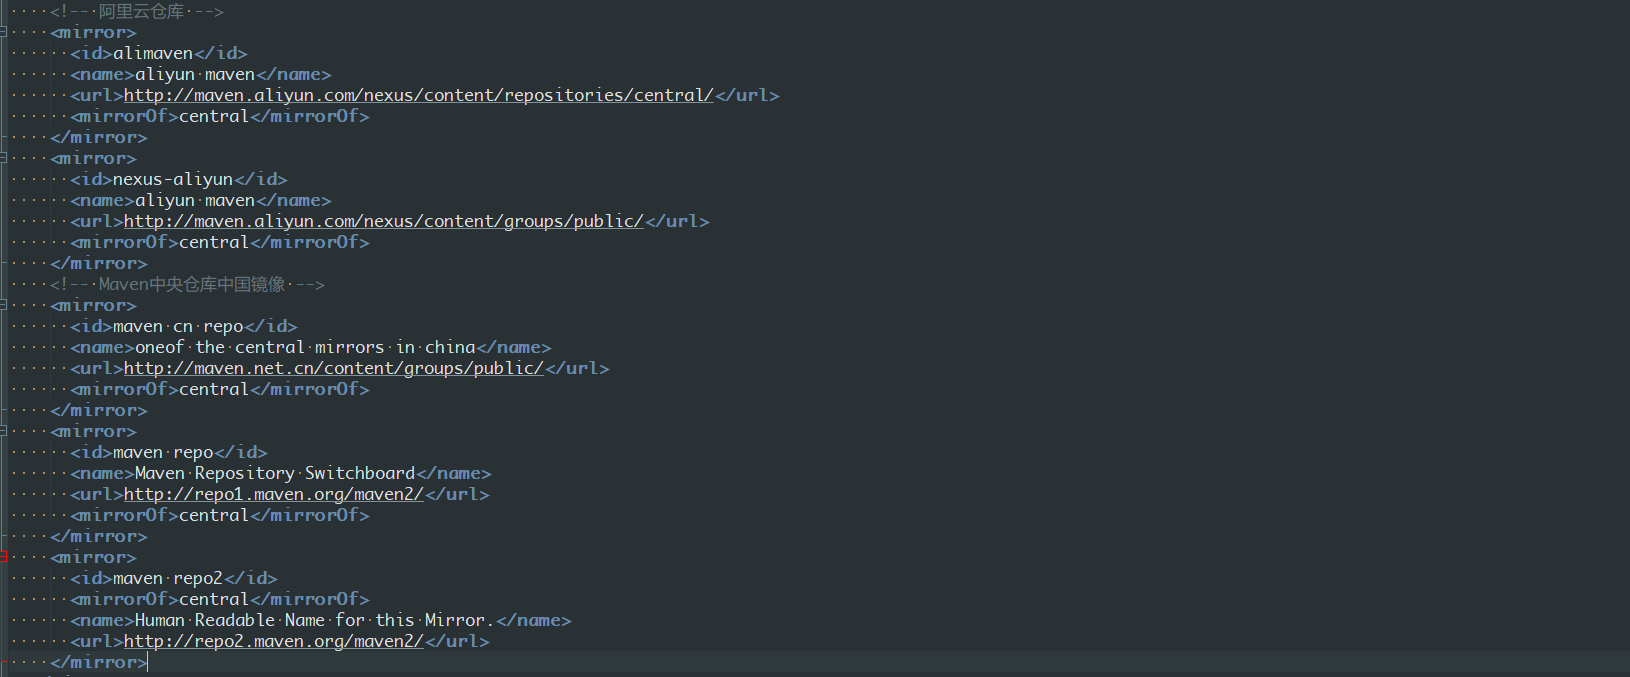 <!-- 阿里云仓库 -->
<mirror>
<id>alimaven</id>
<name>aliyun maven</name>
<url>http://maven.aliyun.com/nexus/content/repositories/central/</url>
<mirrorOf>central</mirrorOf>
</mirror>
<mirror>
<id>nexus-aliyun</id>
<name>aliyun maven</name>
<url>http://maven.aliyun.com/nexus/content/groups/public/</url>
<mirrorOf>central</mirrorOf>
</mirror>
<!-- Maven中央仓库中国镜像 -->
<mirror>
<id>maven cn repo</id>
<name>oneof the central mirrors in china</name>
<url>http://maven.net.cn/content/groups/public/</url>
<mirrorOf>central</mirrorOf>
</mirror>
<mirror>
<id>maven repo</id>
<name>Maven Repository Switchboard</name>
<url>http://repo1.maven.org/maven2/</url>
<mirrorOf>central</mirrorOf>
</mirror>
<mirror>
<id>maven repo2</id>
<mirrorOf>central</mirrorOf>
<name>Human Readable Name for this Mirror.</name>
<url>http://repo2.maven.org/maven2/</url>
</mirror>